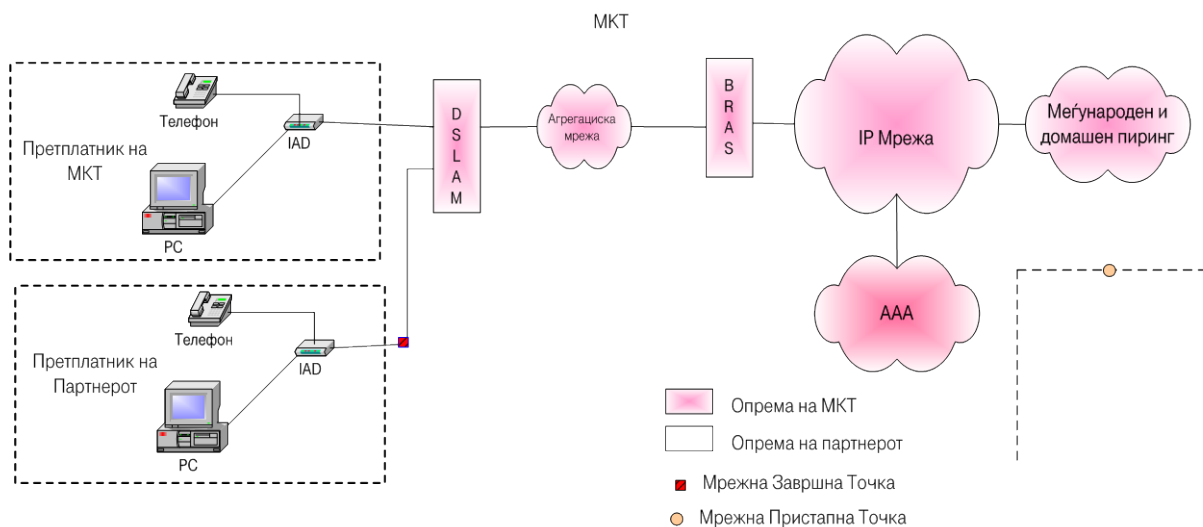 МКТ
Телефон
IAD
Претплатник на
МКТ
PC
D
S
L
A
M
Агрегациска
мрежа
B
R
A
S
IP Мрежа
Меѓународен и
домашен пиринг
AAA
Телефон
IAD
Претплатник на
Партнерот
PC
Опрема на МКТ
Опрема на партнерот
Мрежна Завршна Точка
Мрежна Пристапна Точка